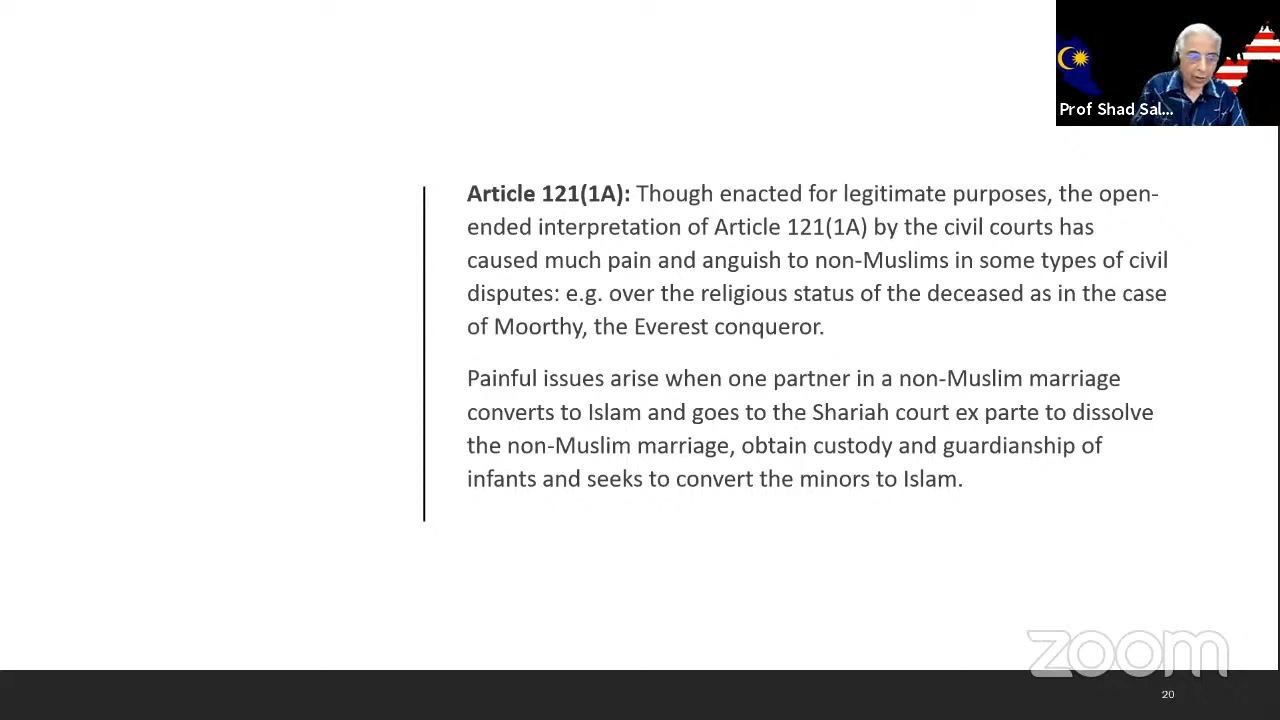 Prof Shad Sal...
Article 121(1A): Though enacted for legitimate purposes, the open-
ended interpretation of Article 121(1A) by the civil courts has
caused much pain and anguish to non-Muslims in some types of civil
disputes: e.g. over the religious status of the deceased as in the case
of Moorthy, the Everest conqueror.
Painful issues arise when one partner in a non-Muslim marriage
converts to Islam and goes to the Shariah court ex parte to dissolve
the non-Muslim marriage, obtain custody and guardianship of
infants and seeks to convert the minors to Islam.
zoom
20